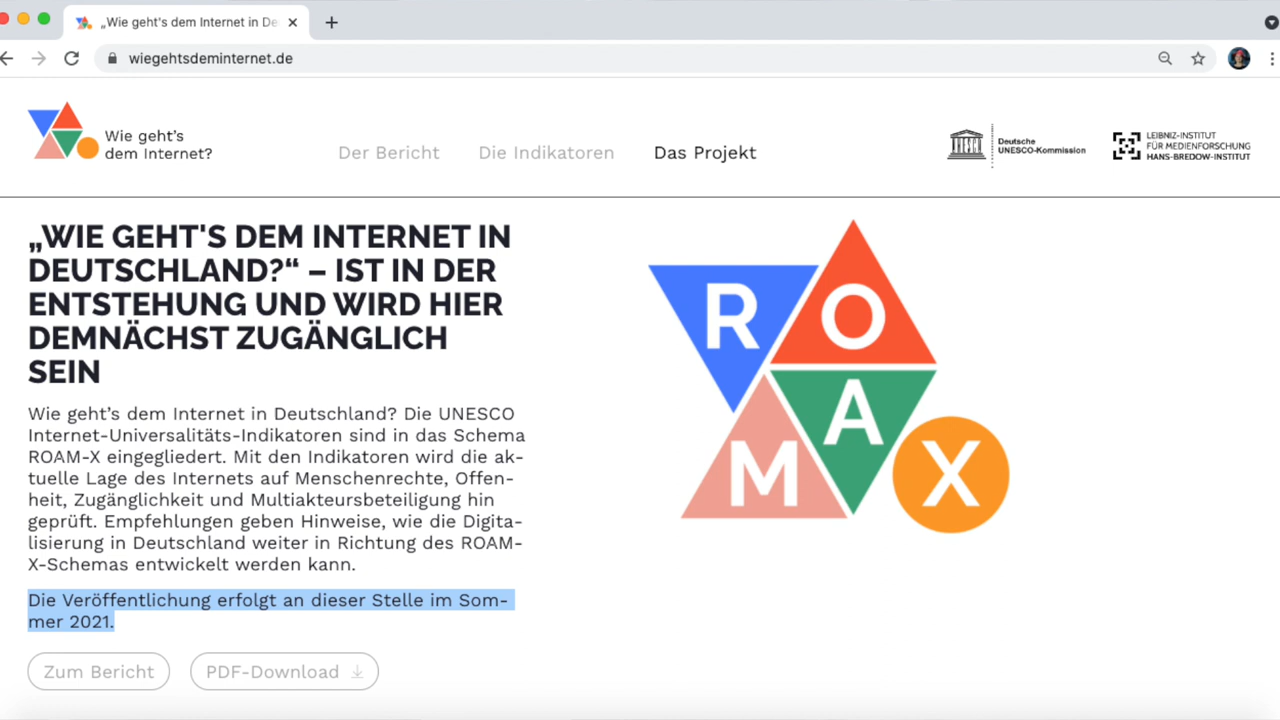 „Wie geht's dem Internet in De
wiegehtsdeminternet.de
Wie geht's
dem Internet?
Der Bericht
Die Indikatoren
Das Projekt
Deutsche
UNESCO-Kommission
LEIBNIZ-INSTITUT
FÜR MEDIENFORSCHUNG
HANS-BREDOW-INSTITUT
„WIE GEHT'S DEM INTERNET IN
DEUTSCHLAND?“ – IST IN DER
ENTSTEHUNG UND WIRD HIER
DEMNÄCHST ZUGÄNGLICH
SEIN
Wie geht’s dem Internet in Deutschland? Die UNESCO
Internet-Universalitäts-Indikatoren sind in das Schema
ROAM-X eingegliedert. Mit den Indikatoren wird die ak-
tuelle Lage des Internets auf Menschenrechte, Offen-
heit, Zugänglichkeit und Multiakteursbeteiligung hin
geprüft. Empfehlungen geben Hinweise, wie die Digita-
lisierung in Deutschland weiter in Richtung des ROAM-
X-Schemas entwickelt werden kann.
Die Veröffentlichung erfolgt an dieser Stelle im Som-
mer 2021.
Zum Bericht
PDF-Download
R O
M A X